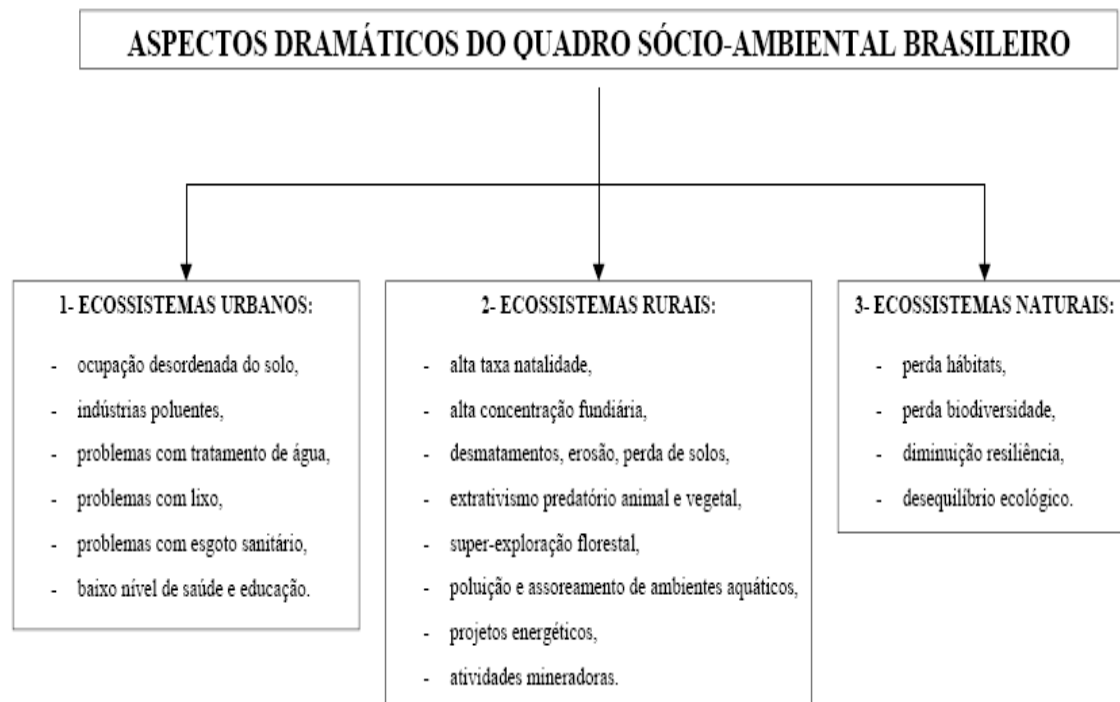 ASPECTOS DRAMÁTICOS DO QUADRO SÓCIO-AMBIENTAL BRASILEIRO
1- ECOSSISTEMAS URBANOS:
- ocupação desordenada do solo,
- indústrias poluentes,
- problemas com tratamento de água,
- problemas com lixo,
- problemas com esgoto sanitário,
- baixo nível de saúde e educação.
2- ECOSSISTEMAS RURAIS:
- alta taxa natalidade,
- alta concentração fundiária,
- desmatamentos, erosão, perda de solos,
- extrativismo predatório animal e vegetal,
- super-exploração florestal,
- poluição e assoreamento de ambientes aquáticos,
- projetos energéticos,
- atividades mineradoras.
3- ECOSSISTEMAS NATURAIS:
- perda hábitats,
- perda biodiversidade,
- diminuição resiliência,
- desequilíbrio ecológico.